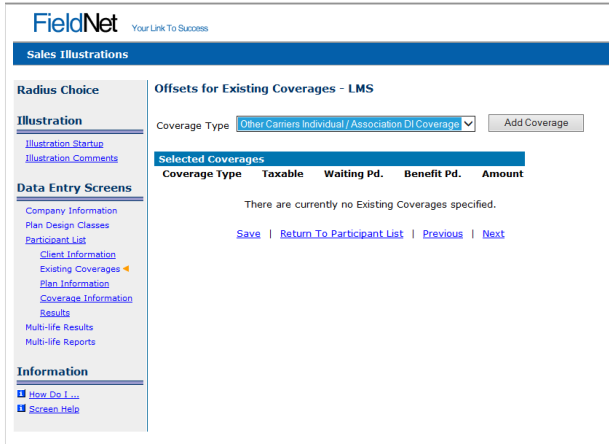 FieldNet Your Link To Success
Sales Illustrations
Radius Choice
Illustration
Illustration Startup
Illustration Comments
Data Entry Screens
Company Information
Plan Design Classes
Participant List
Client Information
Existing Coverages
Plan Information
Coverage Information
Results
Multi-life Results
Multi-life Reports
Information
How Do I ...
Screen Help
Offsets for Existing Coverages - LMS
Coverage Type Other Carriers Individual / Association DI Coverage Add Coverage
Selected Coverages
Coverage Type Taxable Waiting Pd. Benefit Pd. Amount
There are currently no Existing Coverages specified.
Save | Return To Participant List | Previous | Next